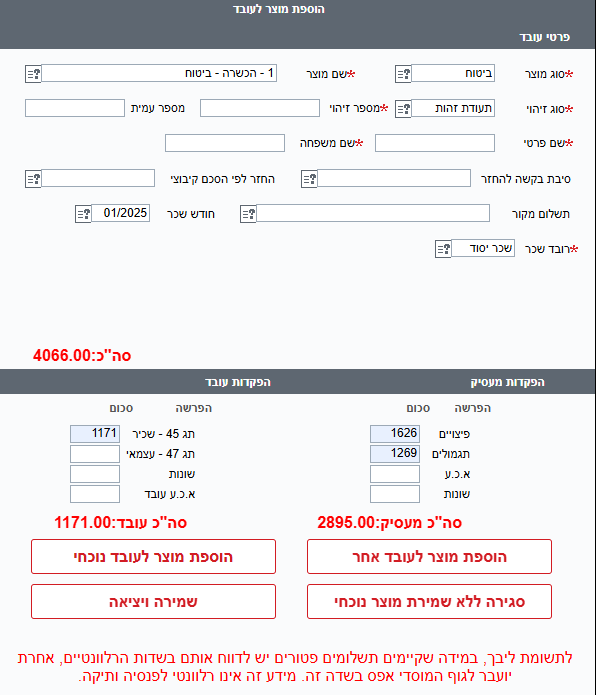 הוספת מוצר לעובד
פרטי עובד
*סוג מוצר ביטוח *שם מוצר 1 - הכשרה - ביטוח
*סוג זיהוי תעודת זהות *מספר זיהוי מספר עמית
*שם פרטי *שם משפחה
סיבת בקשה להחזר החזר לפי הסכם קיבוצי
תשלום מקור חודש שכר 01/2025
*רובד שכר שכר יסוד
סה"כ:4066.00
הפקדות מעסיק הפקדות עובד
הפרשה סכום הפרשה סכום
פיצויים 1626 תג 45 - שכיר 1171
תגמולים 1269 תג 47 - עצמאי
א.כ.ע שונות
שונות א.כ.ע עובד
סה"כ מעסיק:2895.00 סה"כ עובד:1171.00
הוספת מוצר לעובד אחר הוספת מוצר לעובד נוכחי
סגירה ללא שמירת מוצר נוכחי שמירה ויציאה
לתשומת ליבך, במידה שקיימים תשלומים פטורים יש לדווח אותם בשדות הרלוונטיים, אחרת
יועבר לגוף המוסדי אפס בשדה זה. מידע זה אינו רלוונטי לפנסיה ותיקה.